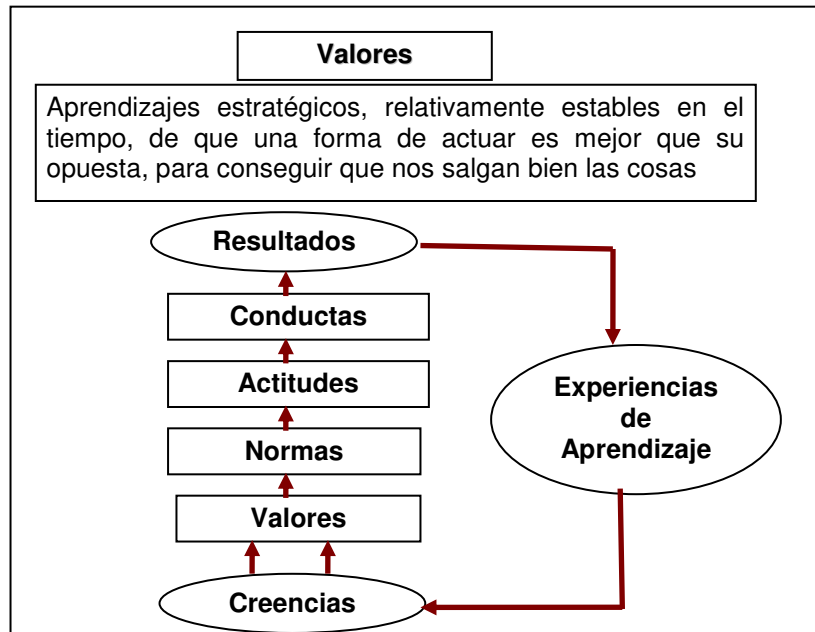 Valores
Aprendizajes estratégicos, relativamente estables en el
tiempo, de que una forma de actuar es mejor que su
opuesta, para conseguir que nos salgan bien las cosas
Resultados
Conductas
Actitudes
Normas
Valores
Creencias
Experiencias
de
Aprendizaje